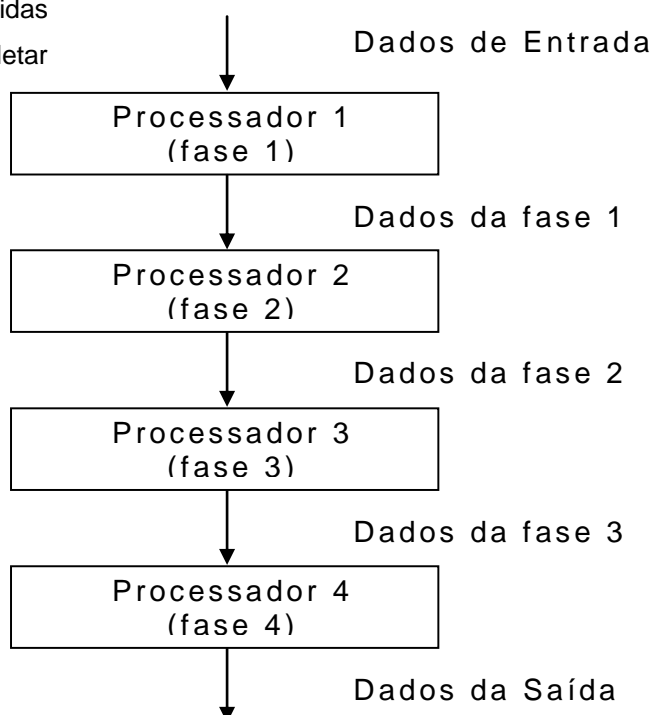 Dados de Entrada
Processador 1
(fase 1)
Dados da fase 1
Processador 2
(fase 2)
Dados da fase 2
Processador 3
(fase 3)
Dados da fase 3
Processador 4
(fase 4)
Dados da Saída